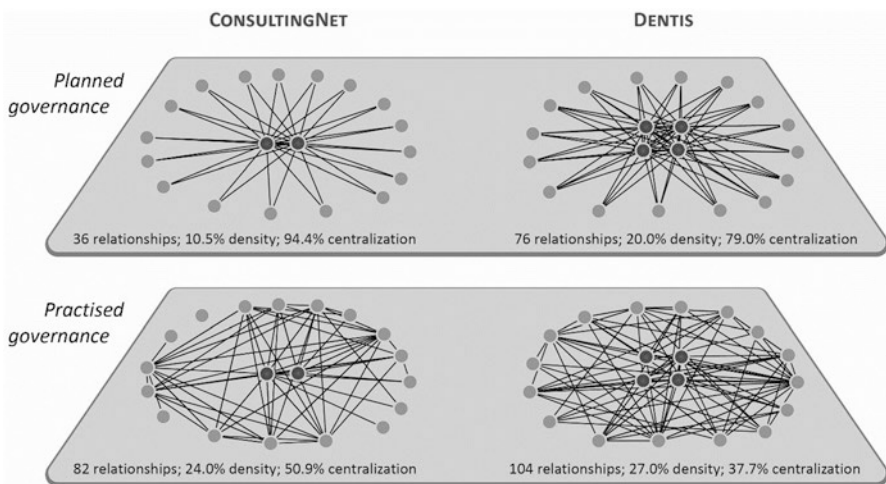 CONSULTINGNET
DENTIS
Planned
governance
36 relationships; 10.5% density; 94.4% centralization
76 relationships; 20.0% density; 79.0% centralization
Practised
governance
82 relationships; 24.0% density; 50.9% centralization
104 relationships; 27.0% density; 37.7% centralization